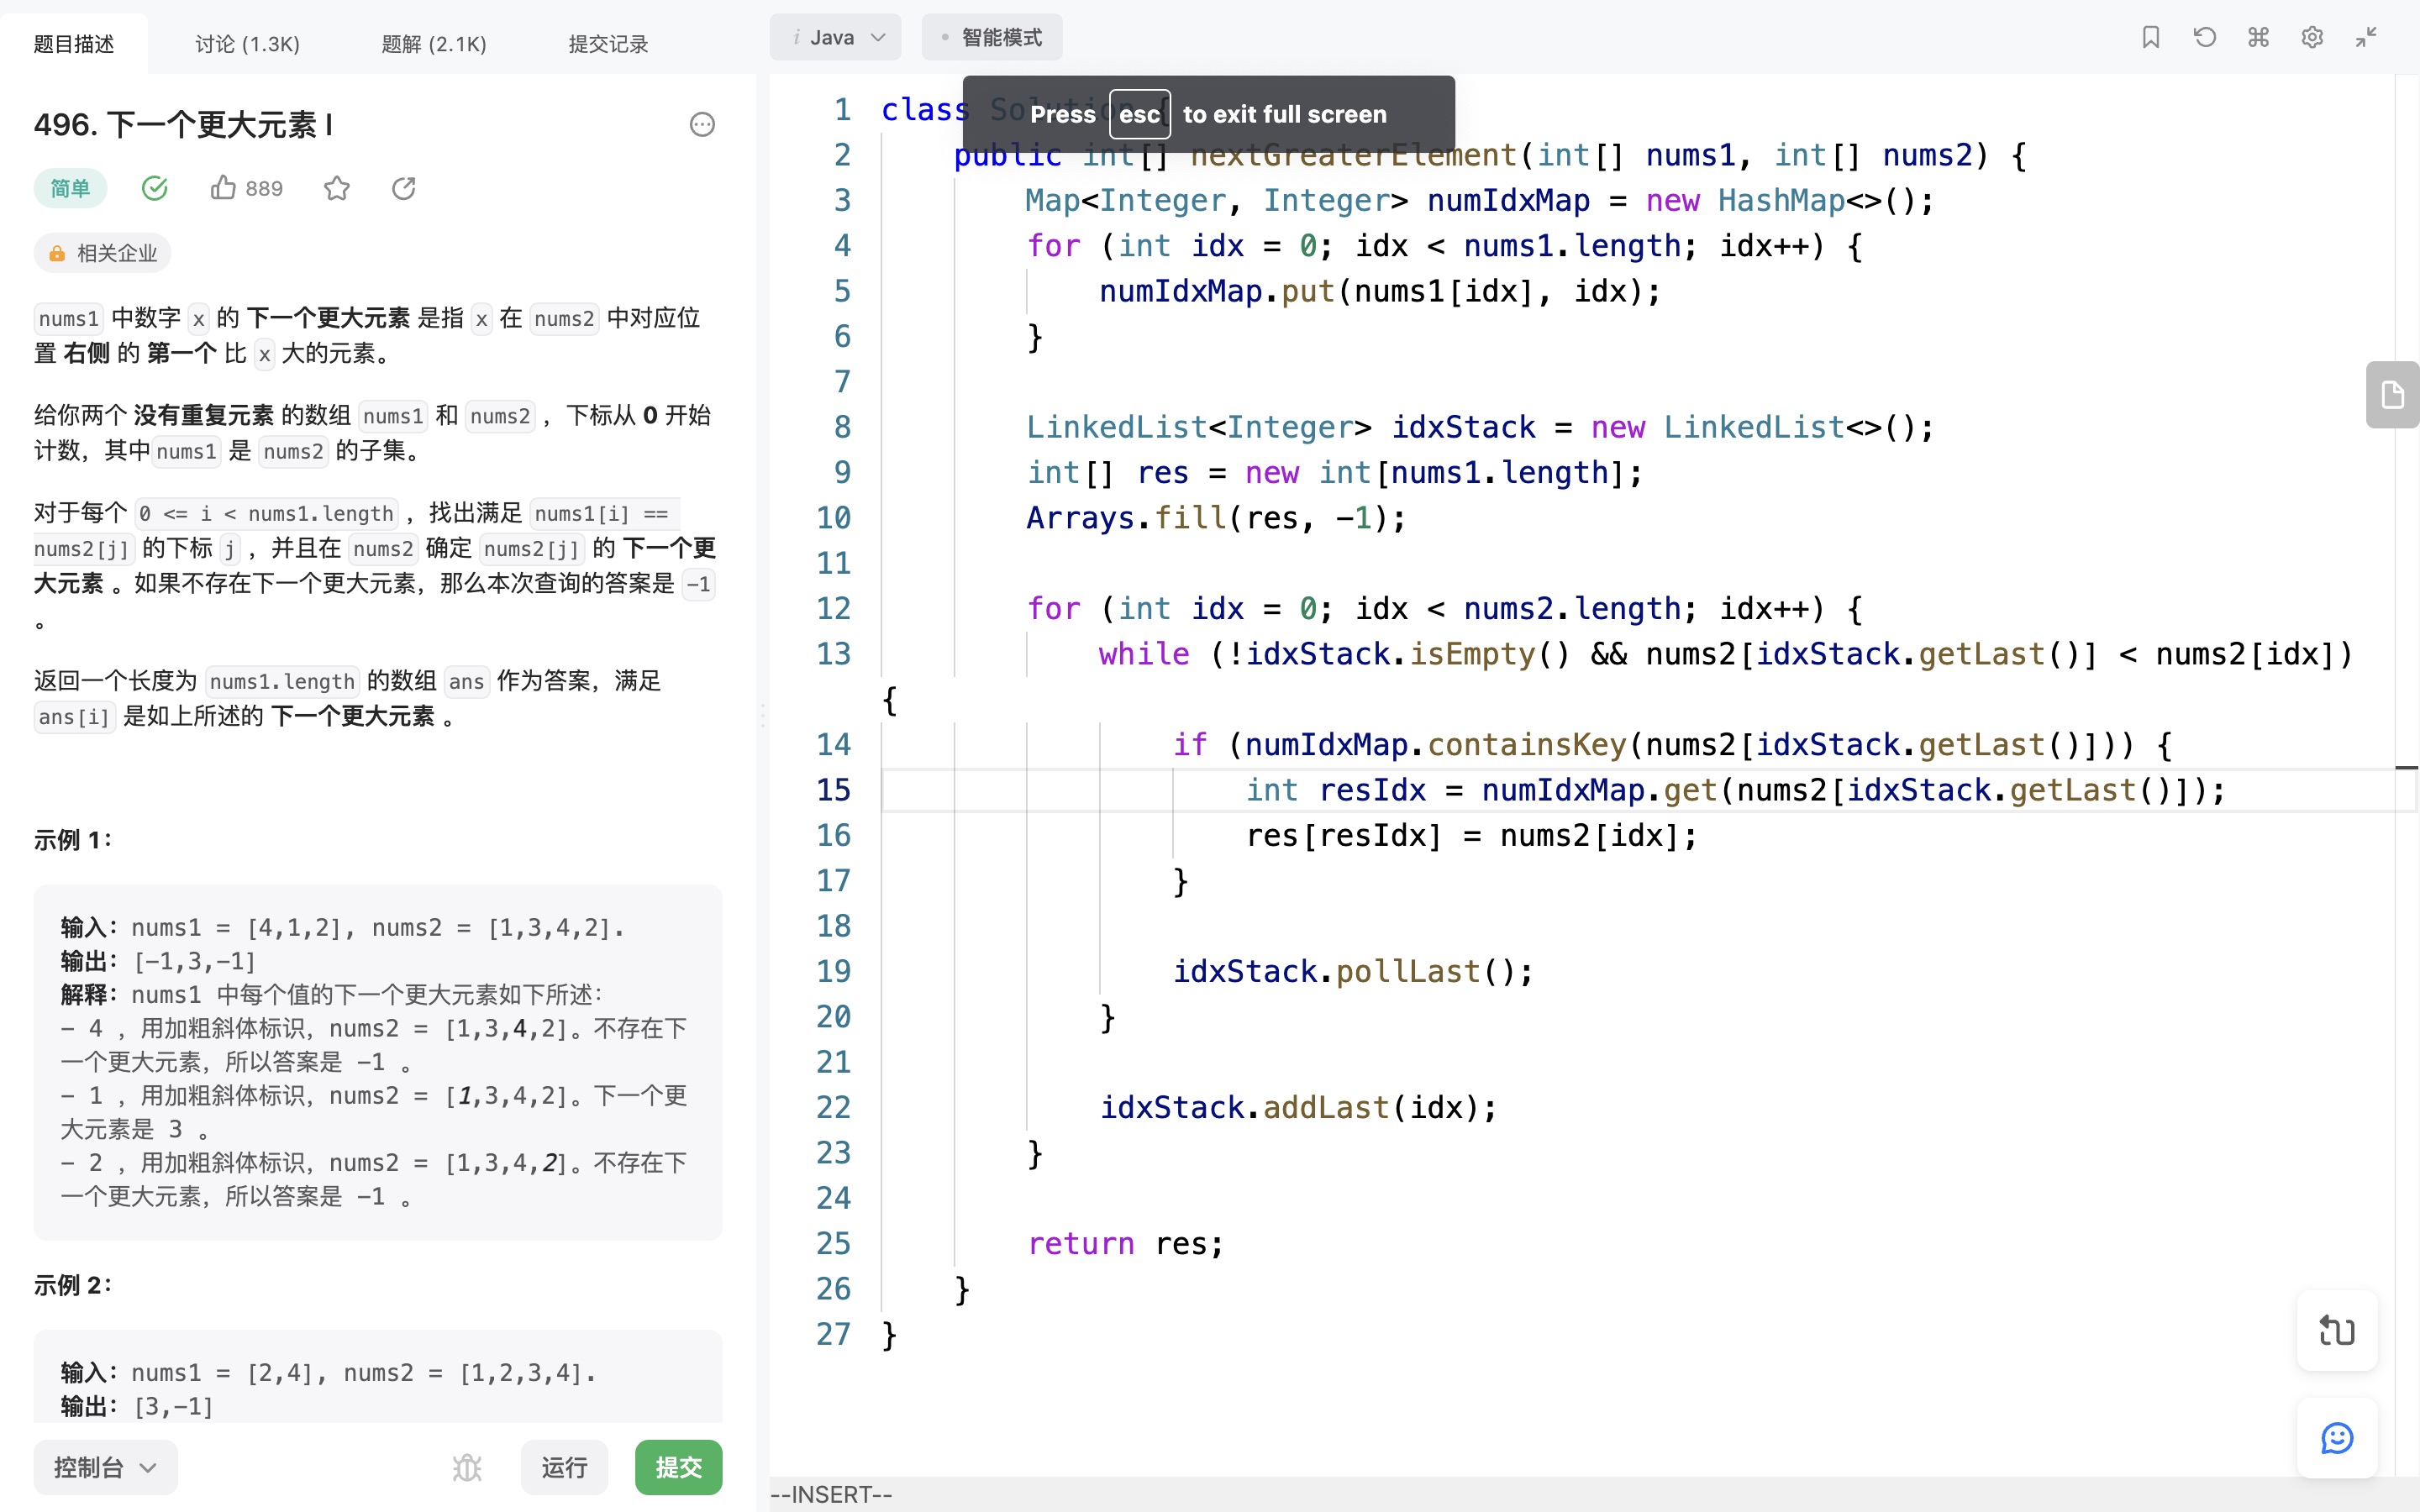 题目描述
讨论 (1.3K)
题解 (2.1K)
提交记录
496. 下一个更大元素 I
简单
889
相关企业
nums1 中数字 x 的 下一个更大元素 是指 x 在 nums2 中对应位
置 右侧 的 第一个 比 x 大的元素。
给你两个 没有重复元素 的数组 nums1 和 nums2 ，下标从 0 开始
计数，其中nums1 是 nums2 的子集。
对于每个 0 <= i < nums1.length ，找出满足 nums1[i] ==
nums2[j] 的下标 j ，并且在 nums2 确定 nums2[j] 的 下一个更
大元素 。如果不存在下一个更大元素，那么本次查询的答案是 -1
。
返回一个长度为 nums1.length 的数组 ans 作为答案，满足
ans[i] 是如上所述的 下一个更大元素 。
示例 1：
输入：nums1 = [4,1,2], nums2 = [1,3,4,2].
输出：[-1,3,-1]
解释：nums1 中每个值的下一个更大元素如下所述：
- 4 ，用加粗斜体标识，nums2 = [1,3,4,2]。不存在下
一个更大元素，所以答案是 -1 。
- 1 ，用加粗斜体标识，nums2 = [1,3,4,2]。下一个更
大元素是 3 。
- 2 ，用加粗斜体标识，nums2 = [1,3,4,2]。不存在下
一个更大元素，所以答案是 -1 。
示例 2：
输入：nums1 = [2,4], nums2 = [1,2,3,4].
输出：[3,-1]
控制台
运行
提交
i Java
智能模式
Press esc to exit full screen
1 class Solution {
2 public int[] nextGreaterElement(int[] nums1, int[] nums2) {
3 Map<Integer, Integer> numIdxMap = new HashMap<>();
4 for (int idx = 0; idx < nums1.length; idx++) {
5 numIdxMap.put(nums1[idx], idx);
6 }
7
8 LinkedList<Integer> idxStack = new LinkedList<>();
9 int[] res = new int[nums1.length];
10 Arrays.fill(res, -1);
11
12 for (int idx = 0; idx < nums2.length; idx++) {
13 while (!idxStack.isEmpty() && nums2[idxStack.getLast()] < nums2[idx])
{
14 if (numIdxMap.containsKey(nums2[idxStack.getLast()])) {
15 int resIdx = numIdxMap.get(nums2[idxStack.getLast()]);
16 res[resIdx] = nums2[idx];
17 }
18
19 idxStack.pollLast();
20 }
21
22 idxStack.addLast(idx);
23 }
24
25 return res;
26 }
27 }
--INSERT--